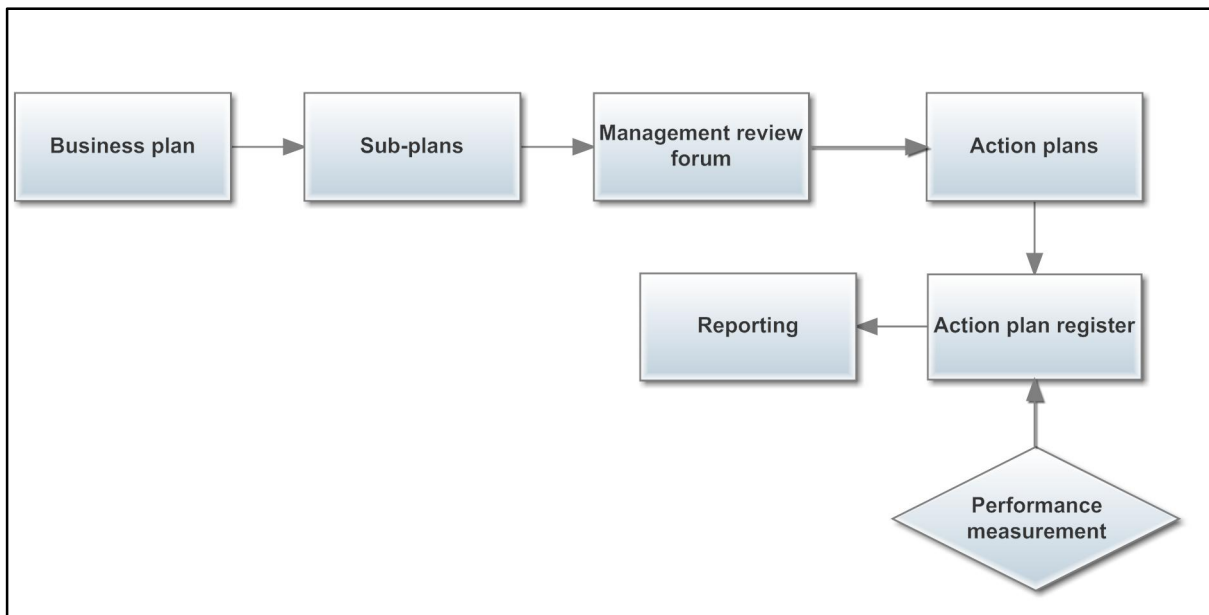 Business plan
Sub-plans
Management review
forum
Action plans
Reporting
Action plan register
Performance
measurement